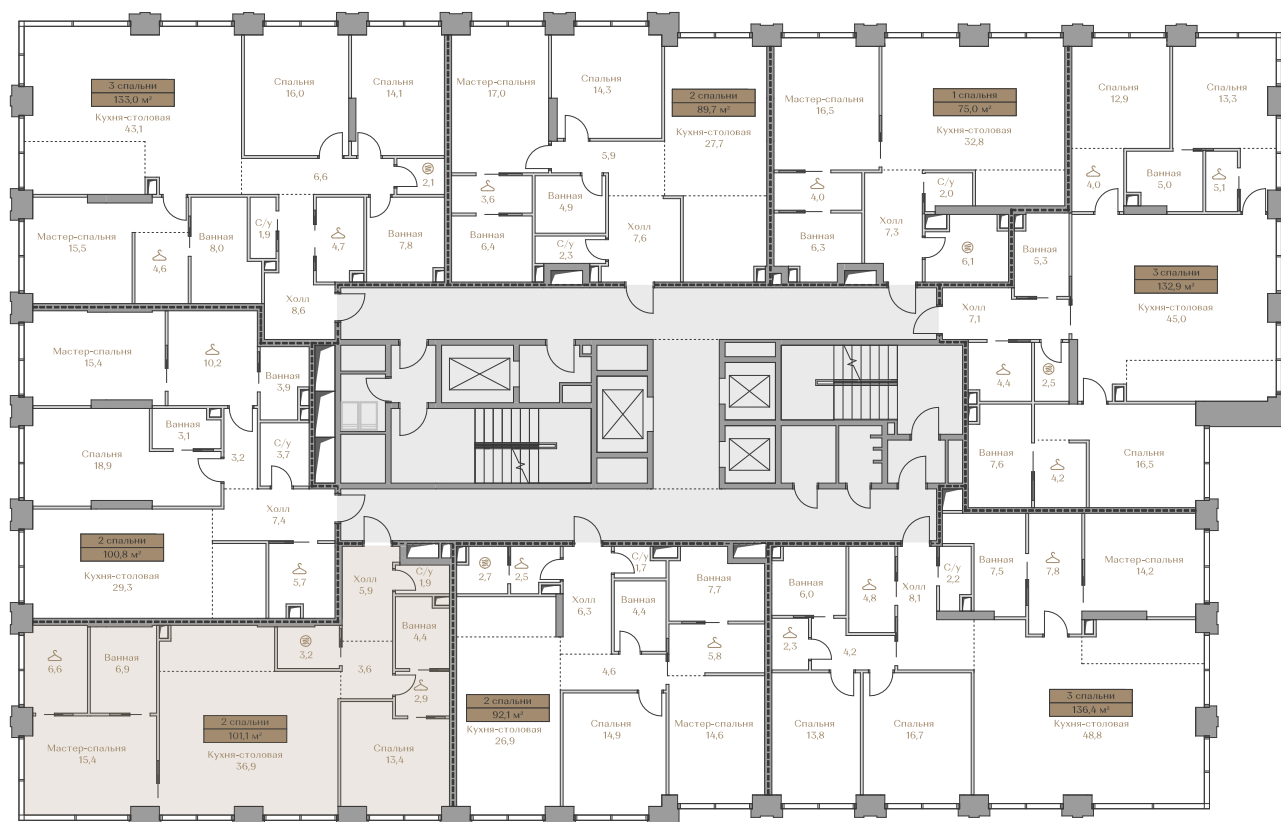 3 спальни
133,0 м²
Кухня-столовая
43,1
Спальня
16,0
Спальня
14,1
6,6
2,1
Мастер-спальня
15,5
4,6
Ванная
8,0
С/у
1,9
4,7
Ванная
7,8
Холл
8,6
Мастер-спальня
17,0
Спальня
14,3
2 спальни
89,7 м²
Кухня-столовая
27,7
5,9
3,6
Ванная
4,9
Ванная
6,4
С/у
2,3
Холл
7,6
Мастер-спальня
16,5
1 спальня
75,0 м²
Кухня-столовая
32,8
4,0
С/у
2,0
Ванная
6,3
Холл
7,3
6,1
Спальня
12,9
Спальня
13,3
4,0
Ванная
5,0
5,1
Ванная
5,3
3 спальни
132,9 м²
Кухня-столовая
45,0
Холл
7,1
4,4
2,5
Ванная
7,6
4,2
Спальня
16,5
Мастер-спальня
15,4
10,2
Ванная
3,9
Спальня
18,9
Ванная
3,1
3,2
С/у
3,7
Холл
7,4
2 спальни
100,8 м²
Кухня-столовая
29,3
5,7
6,6
Ванная
6,9
3,2
Холл
5,9
С/у
1,9
Ванная
4,4
3,6
2,9
2 спальни
101,1 м²
Кухня-столовая
36,9
Мастер-спальня
15,4
Спальня
13,4
2,7
2,5
С/у
1,7
Холл
6,3
Ванная
4,4
Ванная
7,7
5,8
4,6
2 спальни
92,1 м²
Кухня-столовая
26,9
Спальня
14,9
Мастер-спальня
14,6
Ванная
6,0
4,8
Холл
8,1
С/у
2,2
Ванная
7,5
7,8
Мастер-спальня
14,2
2,3
4,2
Спальня
13,8
Спальня
16,7
3 спальни
136,4 м²
Кухня-столовая
48,8